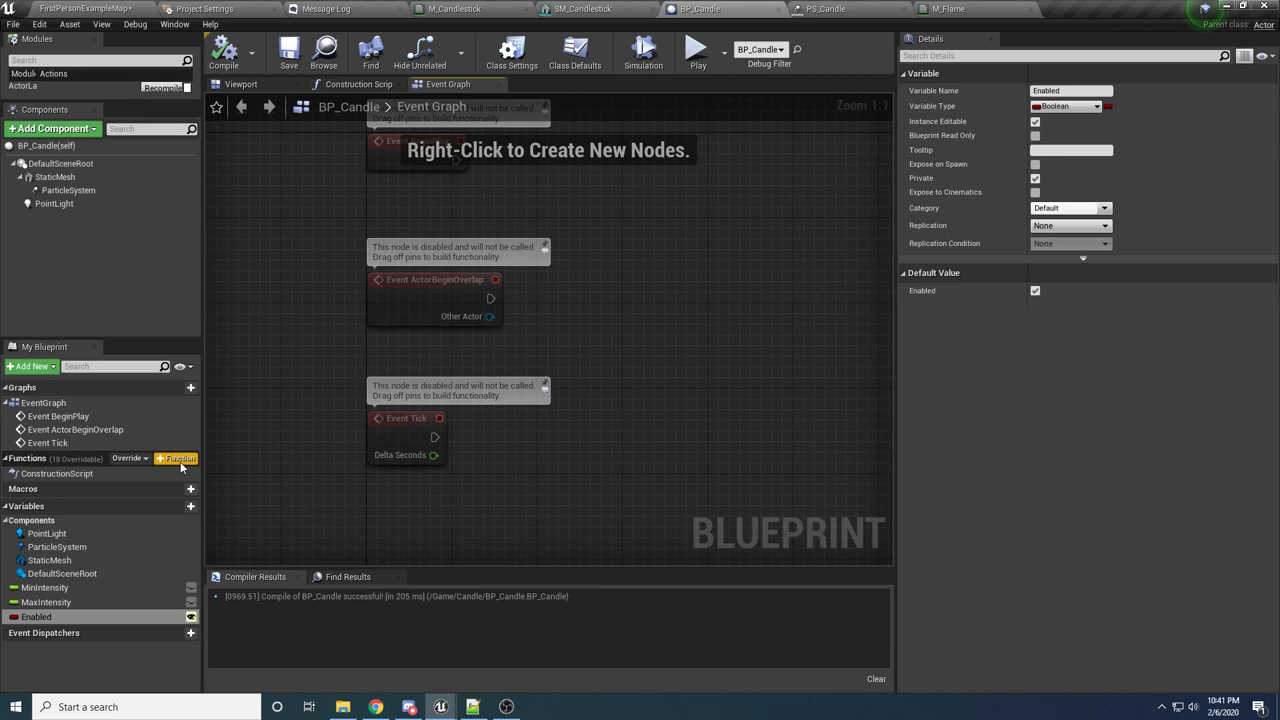 FirstPersonExampleMap*
Project Settings
Message Log
M_Candlestick
SM_Candlestick
BP_Candle
PS_Candle
M_Flame
File
Edit
Asset
View
Debug
Window
Help
Parent class: Actor
Modules
Search
Modul Actions
ActorLa
Recompile
Components
+Add Component
Search
BP_Candle(self)
DefaultSceneRoot
StaticMesh
ParticleSystem
PointLight
My Blueprint
+Add New
Search
Graphs
EventGraph
Event BeginPlay
Event ActorBeginOverlap
Event Tick
Functions (18 Overridable)
Override
+Function
ConstructionScript
Macros
Variables
Components
PointLight
ParticleSystem
StaticMesh
DefaultSceneRoot
MinIntensity
MaxIntensity
Enabled
Event Dispatchers
Compile
Save
Browse
Find
Hide Unrelated
Class Settings
Class Defaults
Simulation
Play
BP_Candle
Debug Filter
Viewport
Construction Scrip
Event Graph
BP_Candle > Event Graph
Zoom 1:1
Drag off pins to build functionality.
Right-Click to Create New Nodes.
This node is disabled and will not be called.
Drag off pins to build functionality.
Event ActorBeginOverlap
Other Actor
This node is disabled and will not be called.
Drag off pins to build functionality.
Event Tick
Delta Seconds
BLUEPRINT
Compiler Results
Find Results
[0969.51] Compile of BP_Candle successful! [in 205 ms] (/Game/Candle/BP_Candle.BP_Candle)
Clear
Details
Search Details
Variable
Variable Name
Enabled
Variable Type
Boolean
Instance Editable
Blueprint Read Only
Tooltip
Expose on Spawn
Private
Expose to Cinematics
Category
Default
Replication
None
Replication Condition
None
Default Value
Enabled
Start a search
10:41 PM
2/6/2020